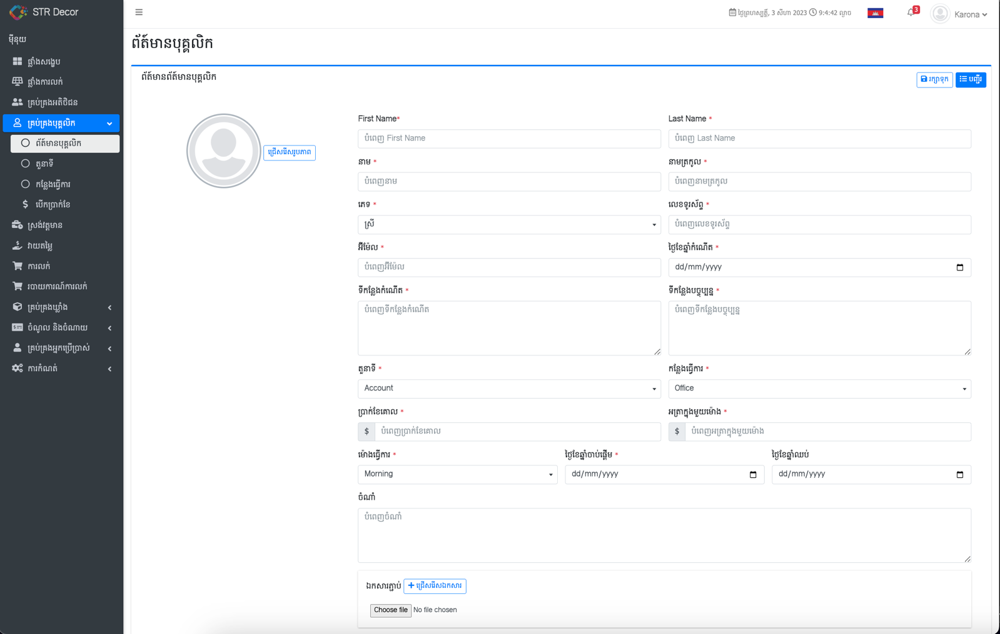 STR Decor
ថ្ងៃព្រហស្បត្តិ៍, 3 សីហា 2023 9:4:42 ល្ងាច
3
Karona
ម៉ឺនុយ
ផ្ទាំងសង្ខេប
ផ្ទាំងការលក់
គ្រប់គ្រងអតិថិជន
គ្រប់គ្រងបុគ្គលិក
ព័ត៍មានបុគ្គលិក
តួនាទី
កន្លែងធ្វើការ
បើកប្រាក់ខែ
ស្រង់វត្តមាន
វាយតម្លៃ
ការលក់
របាយការណ៍ការលក់
គ្រប់គ្រងឃ្លាំង
ចំណូល និងចំណាយ
គ្រប់គ្រងអ្នកប្រើប្រាស់
ការកំណត់
ព័ត៍មានបុគ្គលិក
ព័ត៍មានព័ត៍មានបុគ្គលិក
រក្សាទុក
បញ្ជីរ
ជ្រើសរើសរូបភាព
First Name*
Last Name *
បំពេញ First Name
បំពេញ Last Name
នាម *
នាមត្រកូល *
បំពេញនាម
បំពេញនាមត្រកូល
ភេទ *
លេខទូរស័ព្ទ *
ស្រី
បំពេញលេខទូរស័ព្ទ
អ៊ីម៉ែល *
ថ្ងៃខែឆ្នាំកំណើត *
បំពេញអ៊ីម៉ែល
dd/mm/yyyy
ទីកន្លែងកំណើត *
ទីកន្លែងបច្ចុប្បន្ន *
បំពេញទីកន្លែងកំណើត
បំពេញទីកន្លែងបច្ចុប្បន្ន
តួនាទី *
កន្លែងធ្វើការ *
Account
Office
ប្រាក់ខែគោល *
អត្រាក្នុងមួយម៉ោង *
$ បំពេញប្រាក់ខែគោល
$ បំពេញអត្រាក្នុងមួយម៉ោង
ម៉ោងធ្វើការ *
ថ្ងៃខែឆ្នាំចាប់ផ្តើម *
ថ្ងៃខែឆ្នាំឈប់
Morning
dd/mm/yyyy
dd/mm/yyyy
ចំណាំ
បំពេញចំណាំ
ឯកសារភ្ជាប់
ជ្រើសរើសឯកសារ
Choose file No file chosen